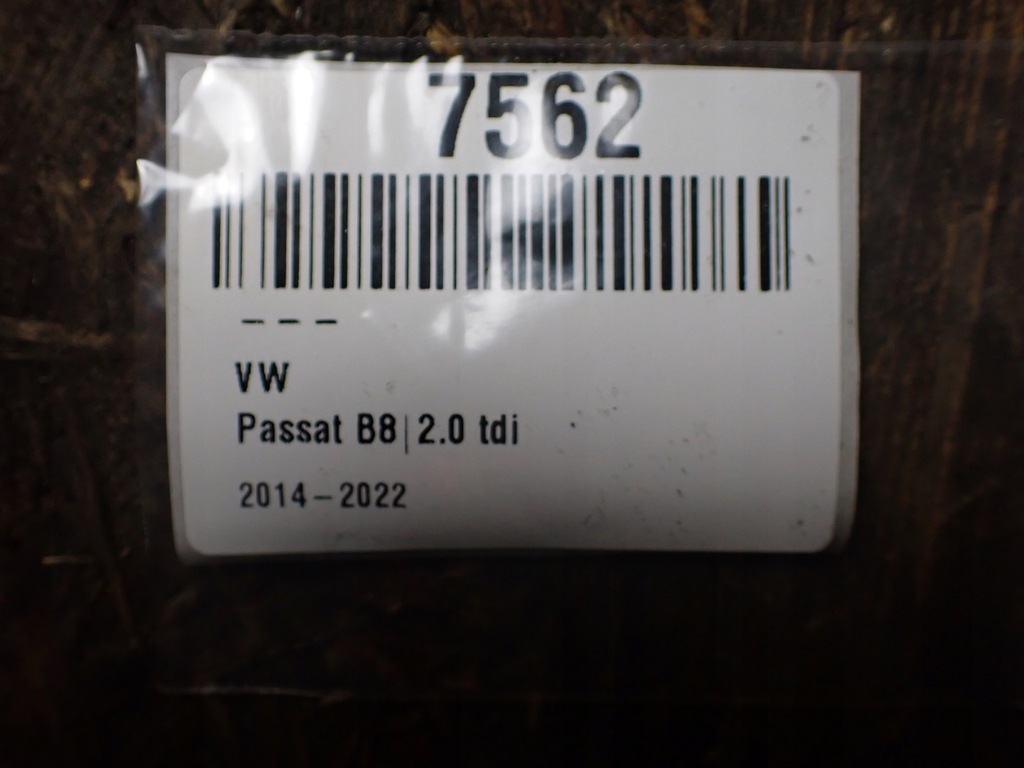 7562
– – –
VW
Passat B8|2.0 tdi
2014–2022